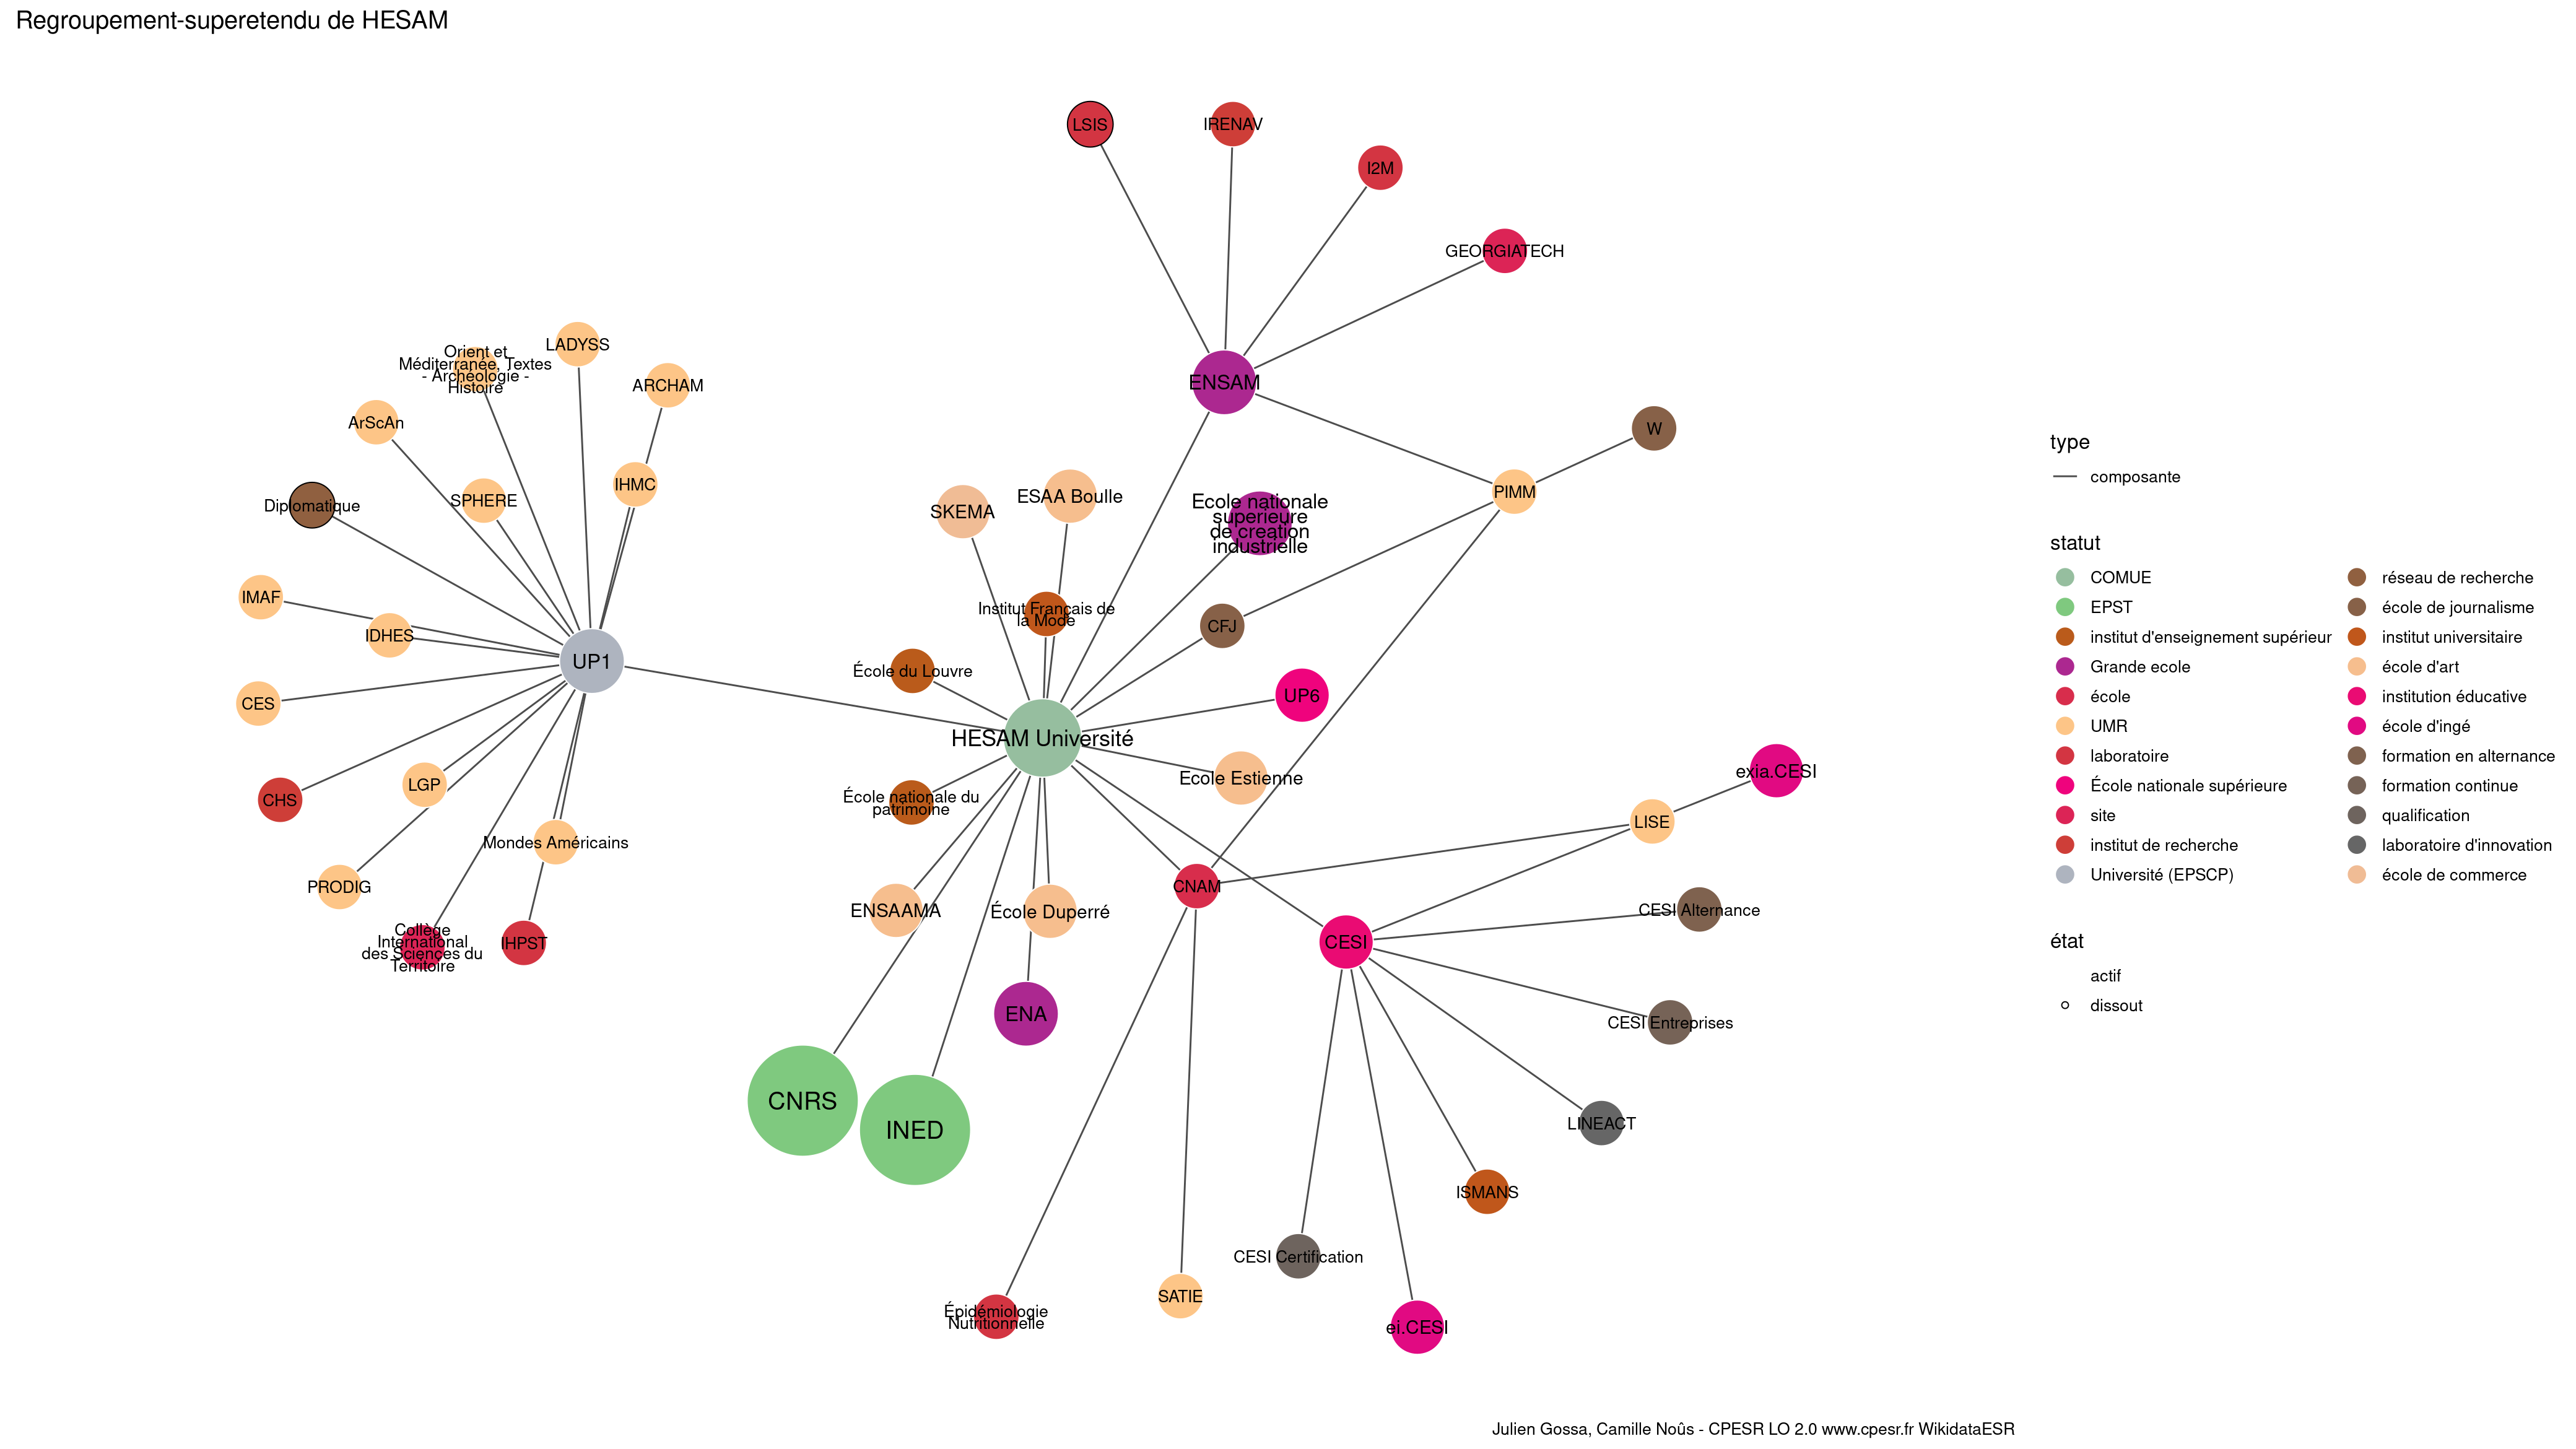 Regroupement-superetendu de HESAM
LSIS
IRENAV
I2M
GEORGIATECH
LADYSS
Orient et
Méditerranée, Textes
- Archéologie -
Histoire
ARCHAM
ENSAM
ArScAn
W
SPHERE
IHMC
PIMM
Diplomatique
SKEMA
ESAA Boulle
Ecole nationale
superieure
de creation
industrielle
IMAF
Institut Français de
la Mode
CFJ
IDHES
UP1
École du Louvre
UP6
CES
HESAM Université
Ecole Estienne
exia.CESI
CHS
LGP
École nationale du
patrimoine
LISE
Mondes Américains
PRODIG
CNAM
ENSAAMA
École Duperré
CESI Alternance
Collège
International
des Sciences du
Territoire
IHPST
CESI
ENA
CESI Entreprises
CNRS
INED
LINEACT
ISMANS
CESI Certification
SATIE
Épidémiologie
Nutritionnelle
ei.CESI
type
composante
statut
COMUE
EPST
institut d'enseignement supérieur
Grande ecole
école
UMR
laboratoire
École nationale supérieure
site
institut de recherche
Université (EPSCP)
réseau de recherche
école de journalisme
institut universitaire
école d'art
institution éducative
école d'ingé
formation en alternance
formation continue
qualification
laboratoire d'innovation
école de commerce
état
actif
dissout
Julien Gossa, Camille Noûs - CPESR LO 2.0 www.cpesr.fr WikidataESR